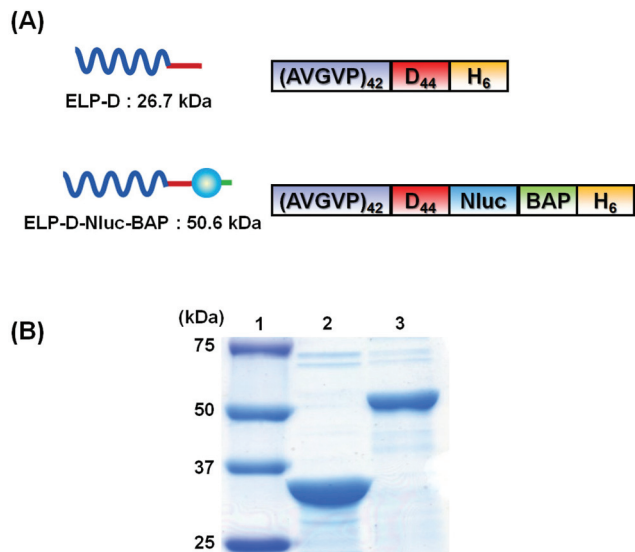 (A)
(AVGVP)42 D44 H6
ELP-D : 26.7 kDa
ELP-D-Nluc-BAP : 50.6 kDa
(AVGVP)42 D44 Nluc BAP H6
(B)
(kDa) 1 2 3
75
50
37
25